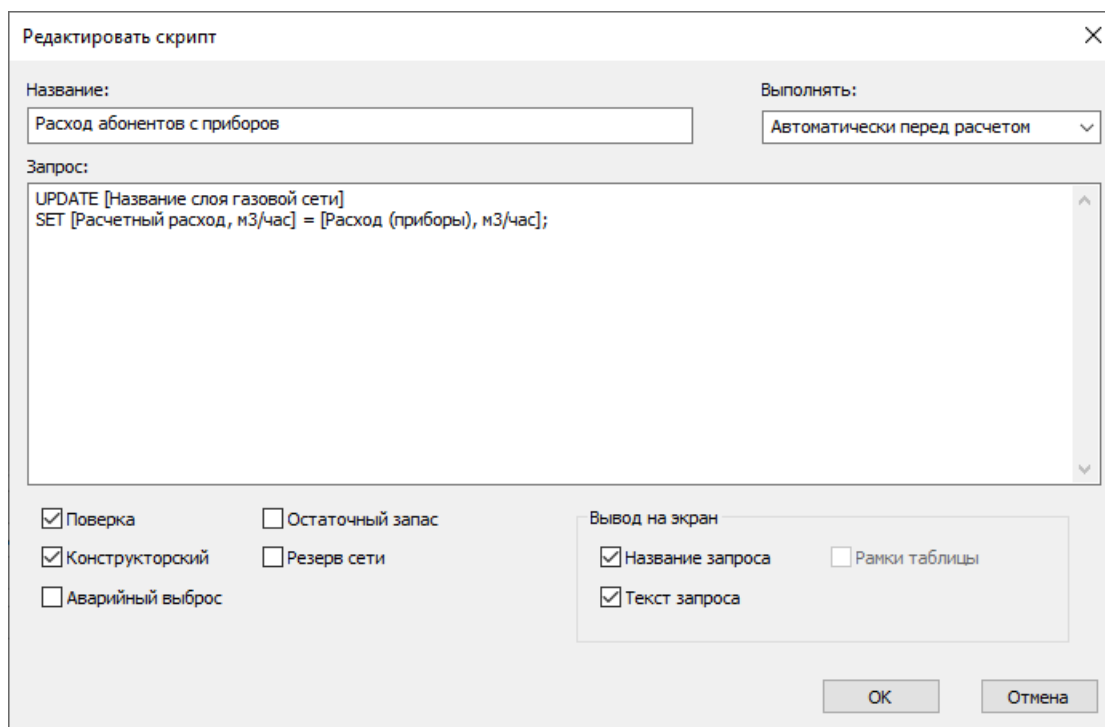 Редактировать скрипт
Название:
Выполнять:
Расход абонентов с приборов
Автоматически перед расчетом
Запрос:
UPDATE [Название слоя газовой сети]
SET [Расчетный расход, м3/час] = [Расход (приборы), м3/час];
Поверка
Остаточный запас
Вывод на экран
Конструкторский
Резерв сети
Название запроса
Рамки таблицы
Аварийный выброс
Текст запроса
OK
Отмена